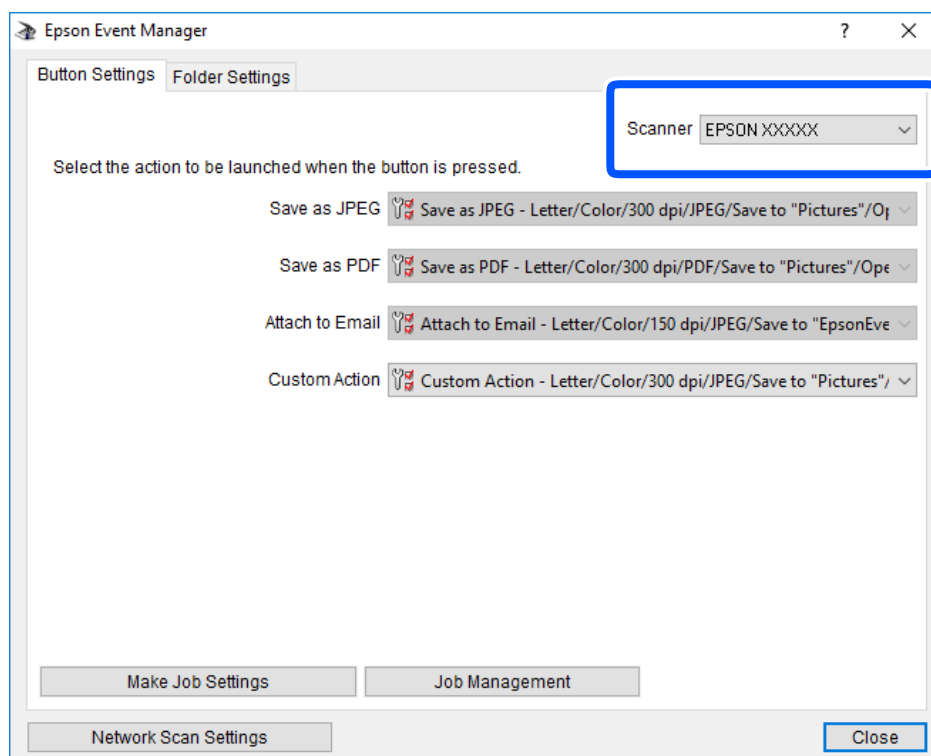 Epson Event Manager
Button Settings Folder Settings
Scanner EPSON XXXXX
Select the action to be launched when the button is pressed.
Save as JPEG Save as JPEG - Letter/Color/300 dpi/JPEG/Save to "Pictures"/Op
Save as PDF Save as PDF - Letter/Color/300 dpi/PDF/Save to "Pictures"/Ope
Attach to Email Attach to Email - Letter/Color/150 dpi/JPEG/Save to "EpsonEve
Custom Action Custom Action - Letter/Color/300 dpi/JPEG/Save to "Pictures"/
Make Job Settings Job Management
Network Scan Settings Close